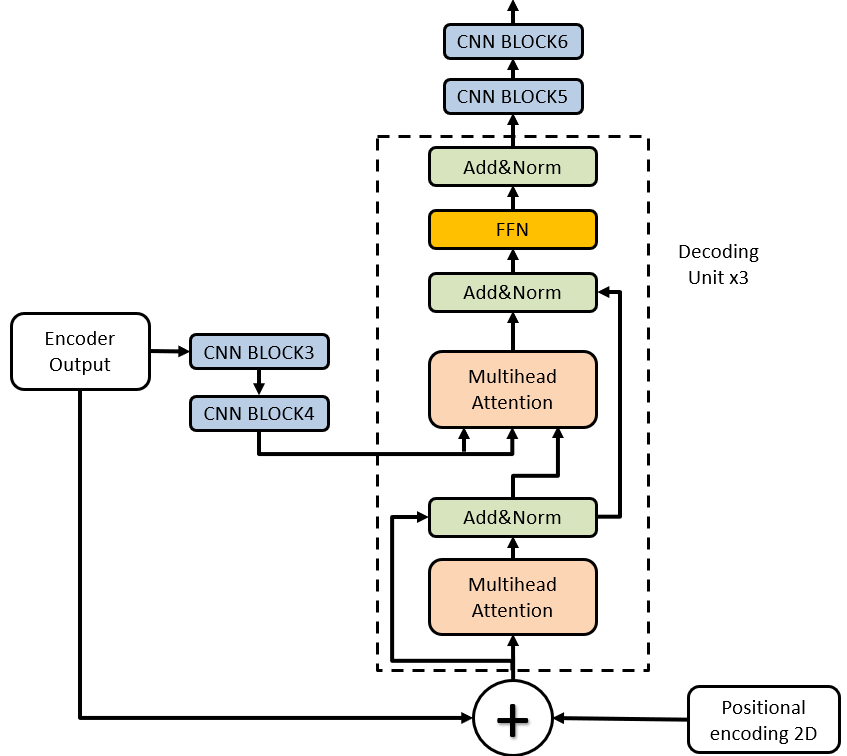 CNN BLOCK6
CNN BLOCK5
Add&Norm
FFN
Add&Norm
Decoding
Unit x3
Encoder
Output
CNN BLOCK3
CNN BLOCK4
Multihead
Attention
Add&Norm
Multihead
Attention
+
Positional
encoding 2D